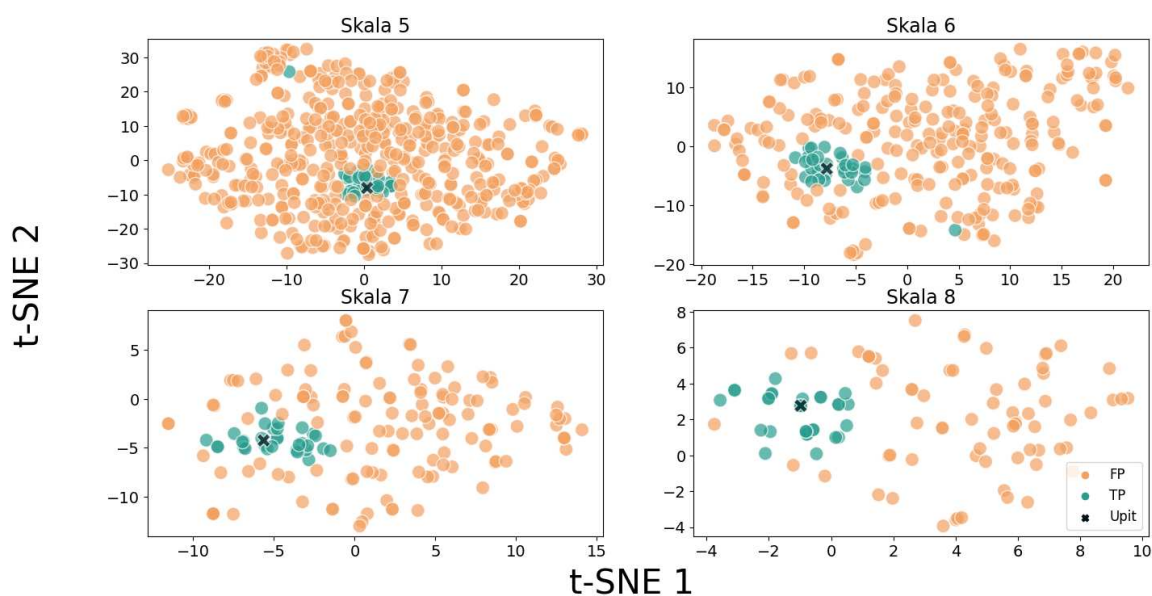 Skala 5
30
20
10
0
−10
−20
−30
−20 −10 0 10 20 30
Skala 6
10
0
−10
−20
−20 −15 −10 −5 0 5 10 15 20
Skala 7
5
0
−5
−10
−10 −5 0 5 10 15
Skala 8
8
6
4
2
0
−2
−4
−4 −2 0 2 4 6 8 10
FP
TP
Upit
t-SNE 2
t-SNE 1